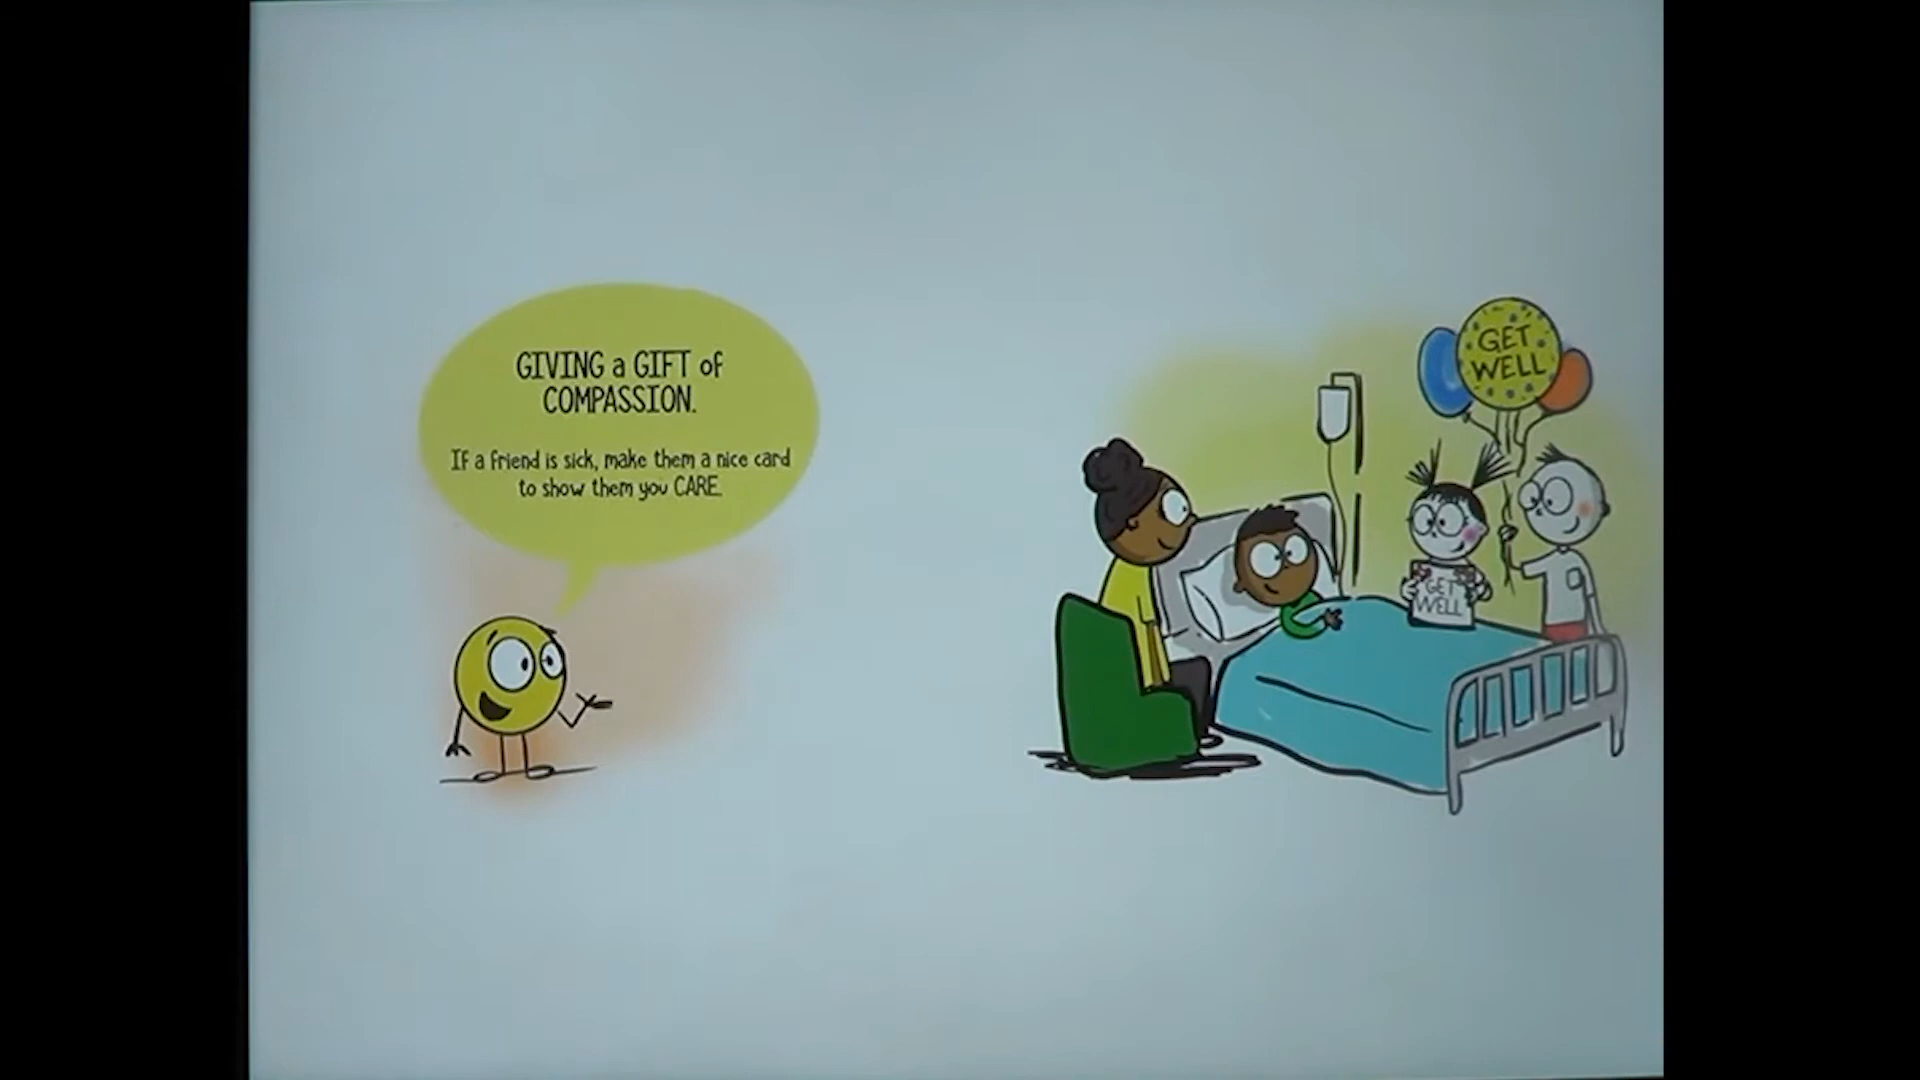 GIVING a GIFT of
COMPASSION.
IF a friend is sick, make them a nice card
to show them you CARE.
GET
WELL
GET
WELL